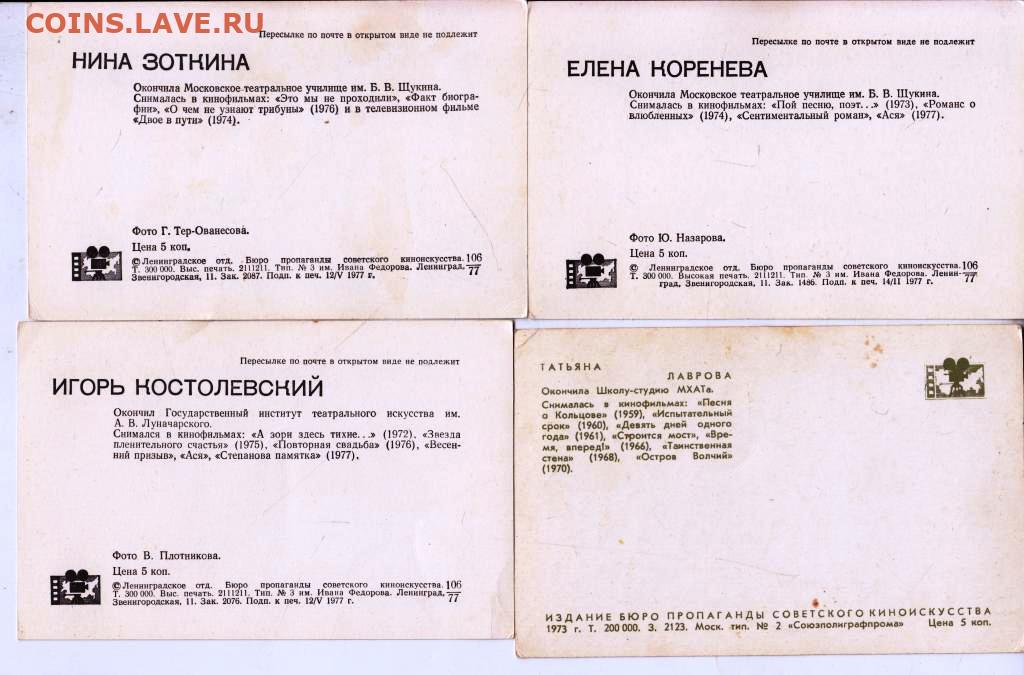 COINS.LAVE.RU
Пересылке по почте в открытом виде не подлежит
НИНА ЗОТКИНА
Окончила Московское театральное училище им. Б. В. Щукина.
Снималась в кинофильмах: «Это мы не проходили», «Факт биогра-
фии», «О чем не узнают трибуны» (1976) и в телевизионном фильме
«Двое в пути» (1974).
Фото Г. Тер-Ованесова.
Цена 5 коп.
© Ленинградское отд. Бюро пропаганды советского киноискусства. 106
Т. 300 000. Выс. печать. 2111211. Тип. № 3 им. Ивана Федорова. Ленинград, 77
Звенигородская, 11. Зак. 2087. Подп. к печ. 12/V 1977 г.
Пересылке по почте в открытом виде не подлежит
ЕЛЕНА КОРЕНЕВА
Окончила Московское театральное училище им. Б. В. Щукина.
Снималась в кинофильмах: «Пой песню, поэт...» (1973), «Романс о
влюбленных» (1974), «Сентиментальный роман», «Ася» (1977).
Фото Ю. Назарова.
Цена 5 коп.
© Ленинградское отд. Бюро пропаганды советского киноискусства. 106
Т. 300 000. Высокая печать. 2111211. Тип. № 3 им. Ивана Федорова. Ленин- 77
град, Звенигородская, 11. Зак. 1486. Подп. к печ. 14/II 1977 г.
Пересылке по почте в открытом виде не подлежит
ИГОРЬ КОСТОЛЕВСКИЙ
Окончил Государственный институт театрального искусства им.
А. В. Луначарского.
Снимался в кинофильмах: «А зори здесь тихие...» (1972), «Звезда
пленительного счастья» (1975), «Повторная свадьба» (1976), «Весен-
ний призыв», «Ася», «Степанова памятка» (1977).
Фото В. Плотникова.
Цена 5 коп.
© Ленинградское отд. Бюро пропаганды советского киноискусства. 106
Т. 300 000. Выс. печать. 2111211. Тип. № 3 им. Ивана Федорова. Ленинград, 77
Звенигородская, 11. Зак. 2076. Подп. к печ. 12/V 1977 г.
ТАТЬЯНА
ЛАВРОВА
Окончила Школу-студию МХАТа.
Снималась в кинофильмах: «Песня
о Кольцове» (1959), «Испытательный
срок» (1960), «Девять дней одного
года» (1961), «Строится мост», «Вре-
мя, вперед!» (1966), «Таинственная
стена» (1968), «Остров Волчий»
(1970).
ИЗДАНИЕ БЮРО ПРОПАГАНДЫ СОВЕТСКОГО КИНОИСКУССТВА
1973 г. Т. 200 000. З. 2123. Моск. тип. № 2 «Союзполиграфпрома» Цена 5 коп.